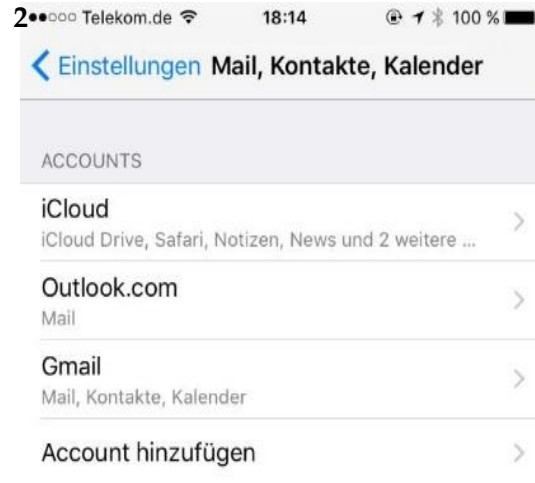 2 Telekom.de 18:14 100 %
Einstellungen Mail, Kontakte, Kalender
ACCOUNTS
iCloud
iCloud Drive, Safari, Notizen, News und 2 weitere ...
Outlook.com
Mail
Gmail
Mail, Kontakte, Kalender
Account hinzufügen